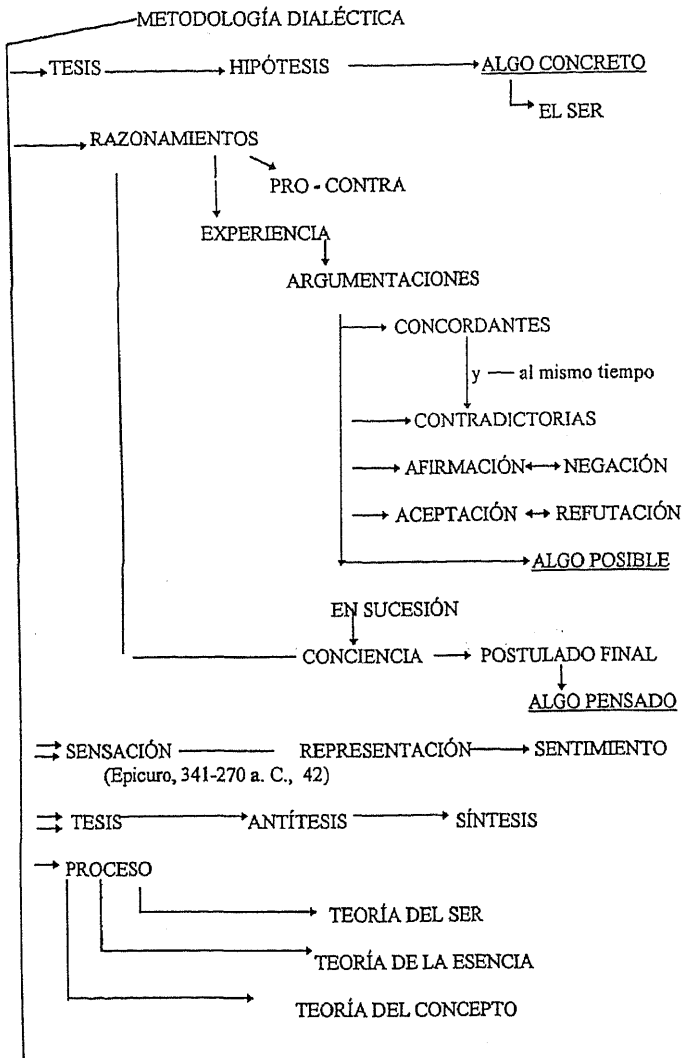 METODOLOGÍA DIALÉCTICA
TESIS HIPÓTESIS ALGO CONCRETO
EL SER
RAZONAMIENTOS
PRO - CONTRA
EXPERIENCIA
ARGUMENTACIONES
CONCORDANTES
y — al mismo tiempo
CONTRADICTORIAS
AFIRMACIÓN NEGACIÓN
ACEPTACIÓN REFUTACIÓN
ALGO POSIBLE
EN SUCESIÓN
CONCIENCIA POSTULADO FINAL
ALGO PENSADO
SENSACIÓN REPRESENTACIÓN SENTIMIENTO
(Epicuro, 341-270 a. C., 42)
TESIS ANTÍTESIS SÍNTESIS
PROCESO
TEORÍA DEL SER
TEORÍA DE LA ESENCIA
TEORÍA DEL CONCEPTO